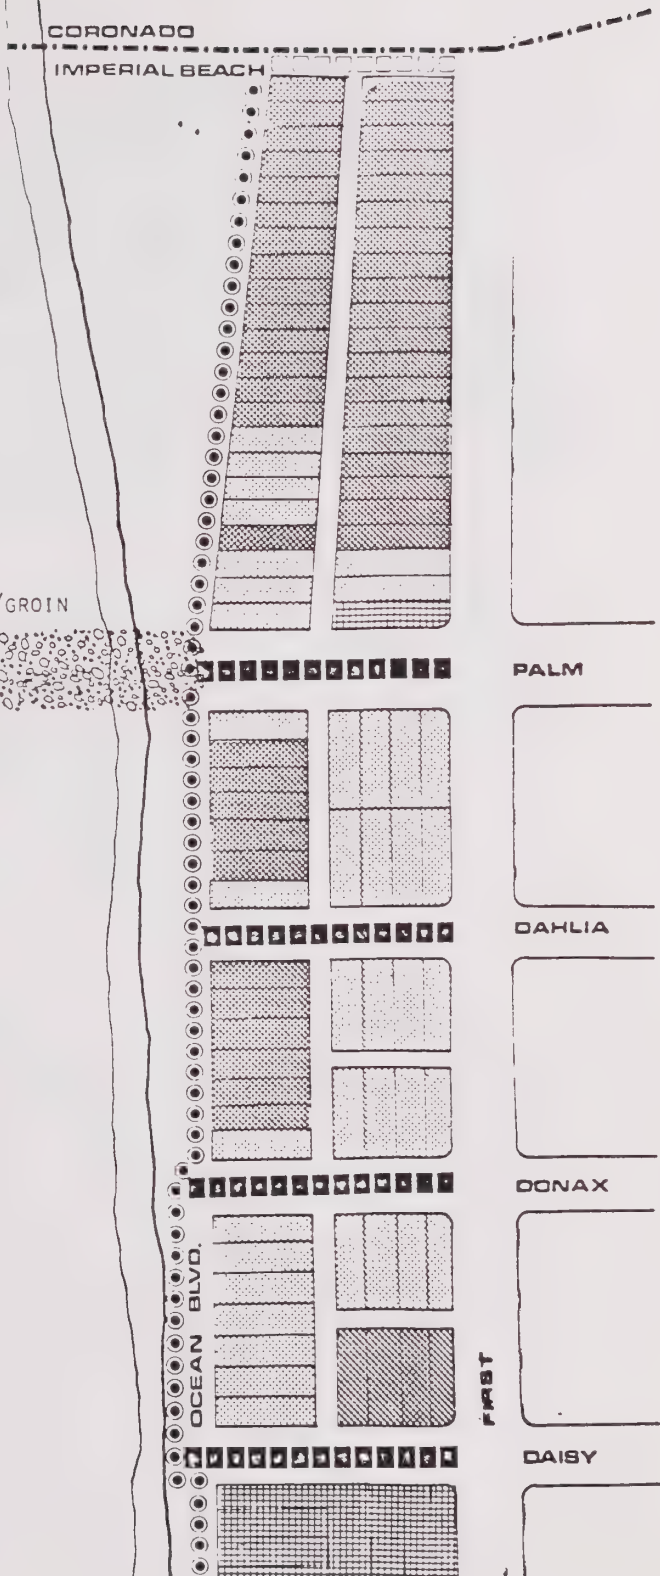 CORONADO
IMPERIAL BEACH
/GROIN
PALM
DAHLIA
DONAX
OCEAN BLVD.
FIRST
DAISY